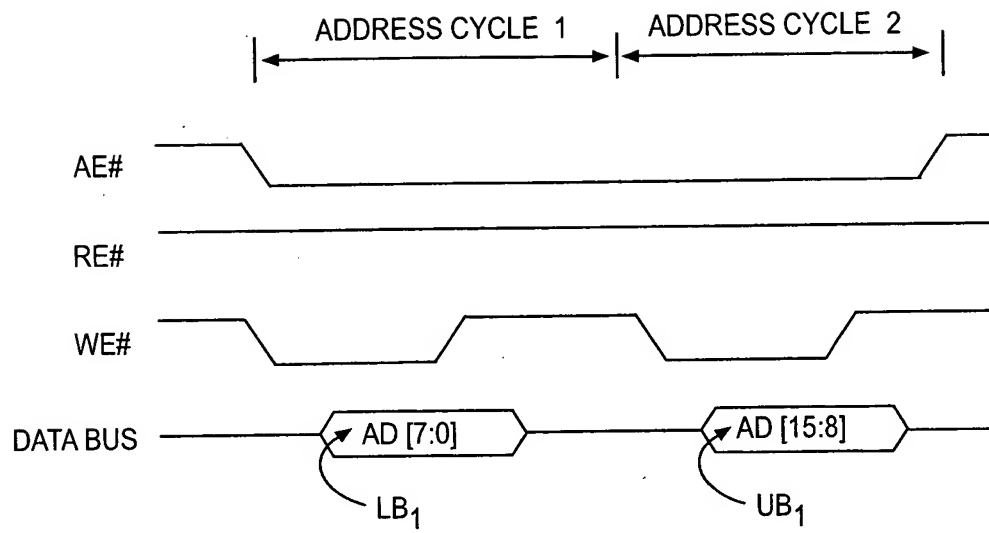 ADDRESS CYCLE 1
ADDRESS CYCLE 2
AE#
RE#
WE#
DATA BUS
AD [7:0]
AD [15:8]
LB1
UB1